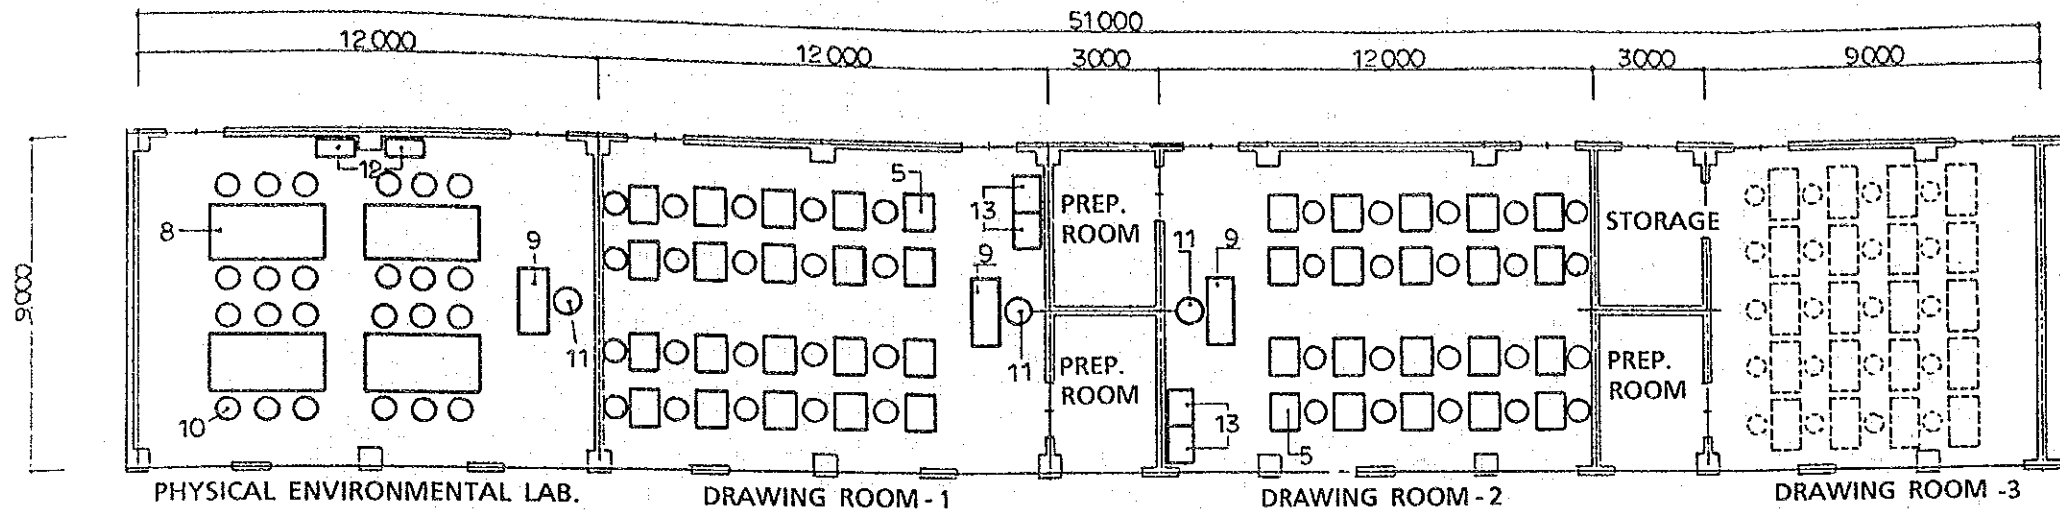 51000
12000
12000
3000
12000
3000
9000
9000
12
5
13
PREP.
ROOM
11
9
STORAGE
8
9
9
11
11
PREP.
ROOM
PREP.
ROOM
10
13
5
PHYSICAL ENVIRONMENTAL LAB.
DRAWING ROOM-1
DRAWING ROOM-2
DRAWING ROOM-3